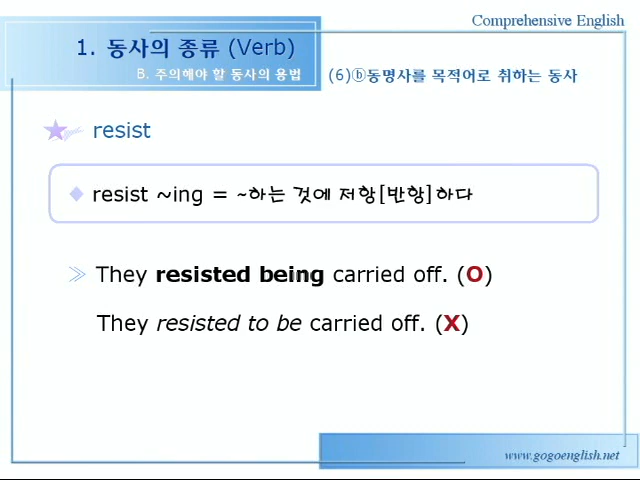 Comprehensive English
1. 동사의 종류 (Verb)
B. 주의해야 할 동사의 용법
(6)ⓑ동명사를 목적어로 취하는 동사
resist
resist ~ing = ~하는 것에 저항[반항]하다
They resisted being carried off. (O)
They resisted to be carried off. (X)
www.gogoenglish.net